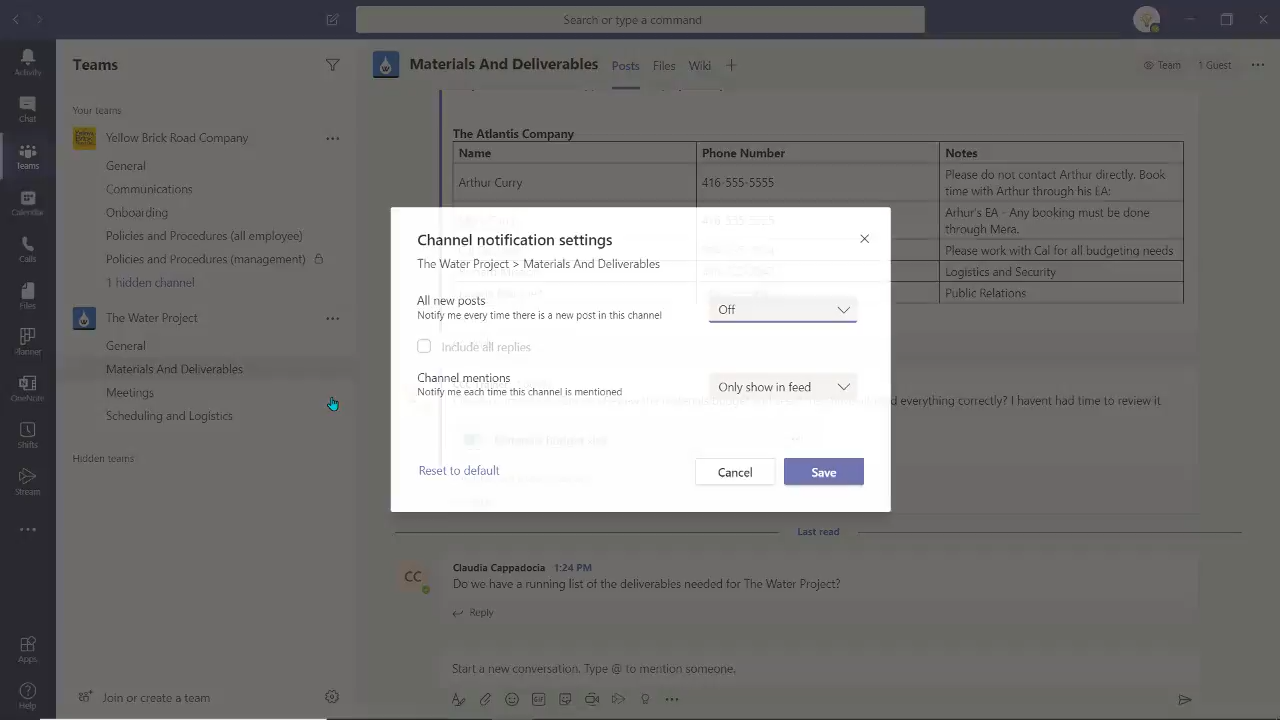 Search or type a command
Activity
Chat
Teams
Calendar
Calls
Files
Planner
OneNote
Shifts
Stream
Apps
Help
Teams
Your teams
Yellow Brick Road Company
General
Communications
Onboarding
Policies and Procedures (all employee)
Policies and Procedures (management)
1 hidden channel
The Water Project
General
Materials And Deliverables
Meetings
Scheduling and Logistics
Hidden teams
Join or create a team
Materials And Deliverables Posts Files Wiki
Team 1 Guest
The Atlantis Company
Name Phone Number Notes
Arthur Curry 416-555-5555 Please do not contact Arthur directly. Book
time with Arthur through his EA:
Arhur's EA - Any booking must be done
through Mera.
Please work with Cal for all budgeting needs
Logistics and Security
Public Relations
Channel notification settings
The Water Project > Materials And Deliverables
All new posts Off
Notify me every time there is a new post in this channel
Include all replies
Channel mentions Only show in feed
Notify me each time this channel is mentioned
everything correctly? I havent had time to review it
Reset to default Cancel Save
Last read
CC Claudia Cappadocia 1:24 PM
Do we have a running list of the deliverables needed for The Water Project?
Reply
Start a new conversation. Type @ to mention someone.
GIF